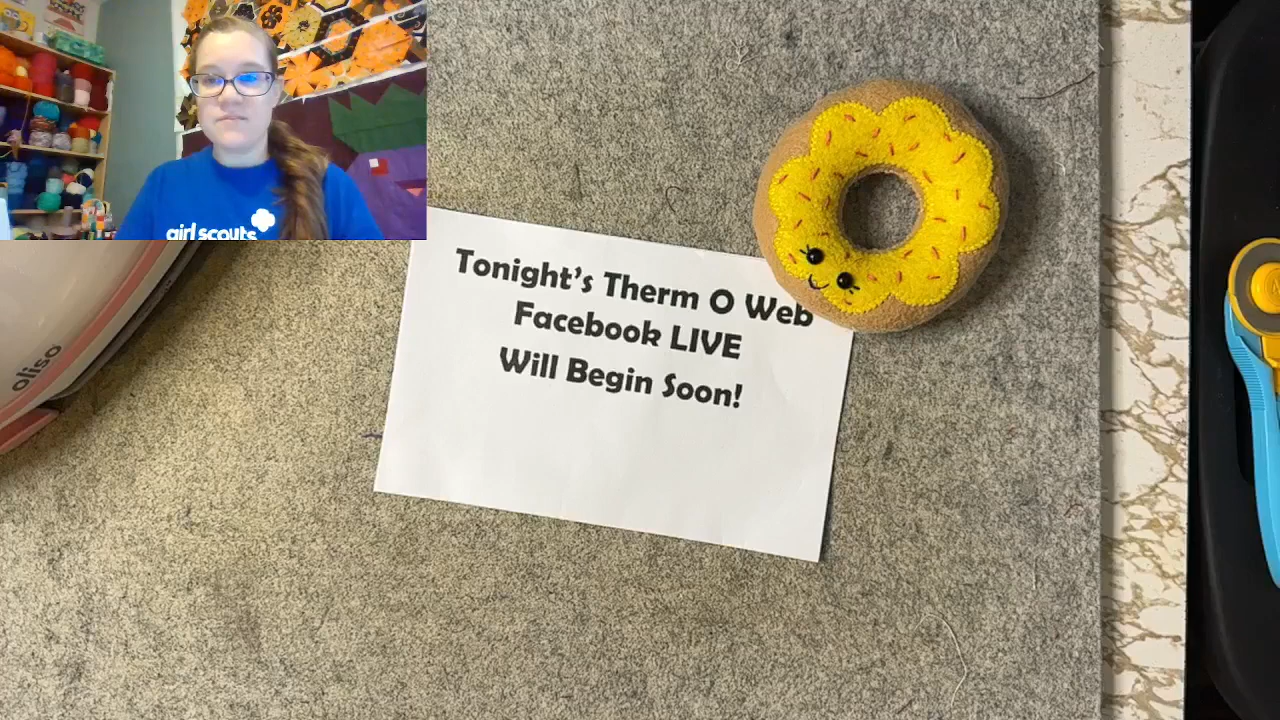 girl scouts
oliso
Tonight's Therm O Web
Facebook LIVE
Will Begin Soon!